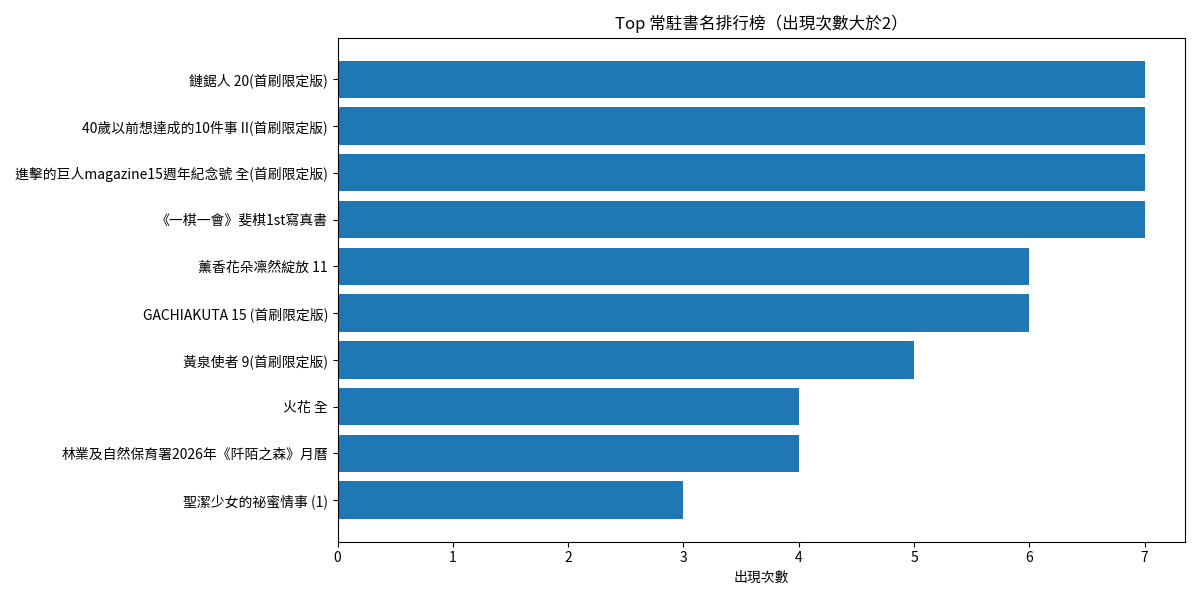 Top 常駐書名排行榜（出現次數大於2）
鏈鋸人 20(首刷限定版)
40歲以前想達成的10件事 II(首刷限定版)
進擊的巨人magazine15週年紀念號 全(首刷限定版)
《一棋一會》斐棋1st寫真書
薰香花朵凛然綻放 11
GACHIAKUTA 15 (首刷限定版)
黃泉使者 9(首刷限定版)
火花 全
林業及自然保育署2026年《阡陌之森》月曆
聖潔少女的祕蜜情事 (1)
0 1 2 3 4 5 6 7
出現次數